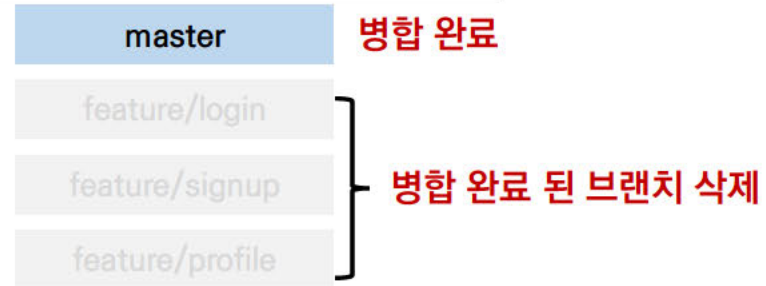 master 병합 완료
feature/login
feature/signup 병합 완료 된 브랜치 삭제
feature/profile